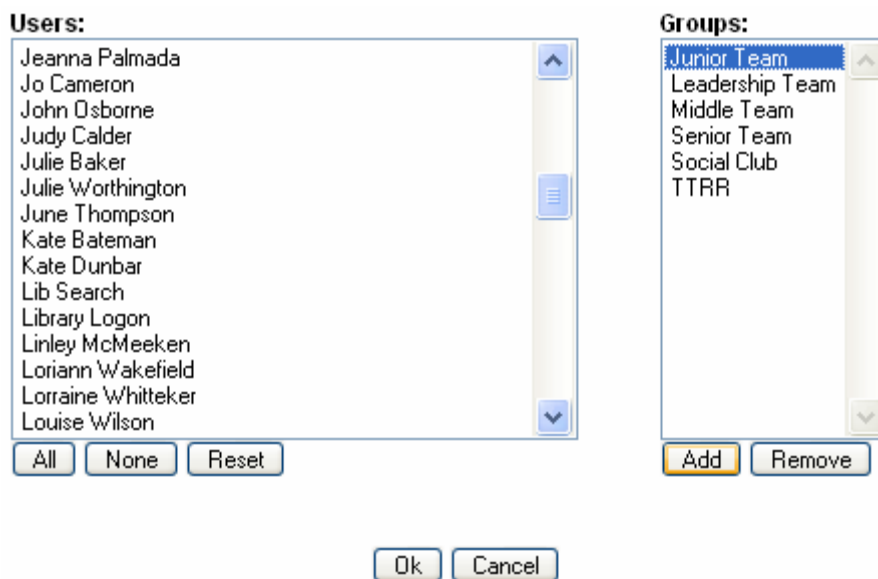 Users:
Jeanna Palmada
Jo Cameron
John Osborne
Judy Calder
Julie Baker
Julie Worthington
June Thompson
Kate Bateman
Kate Dunbar
Lib Search
Library Logon
Linley McMeeken
Loriann Wakefield
Lorraine Whitteker
Louise Wilson
All None Reset
Groups:
Junior Team
Leadership Team
Middle Team
Senior Team
Social Club
TTRR
Add Remove
Ok Cancel